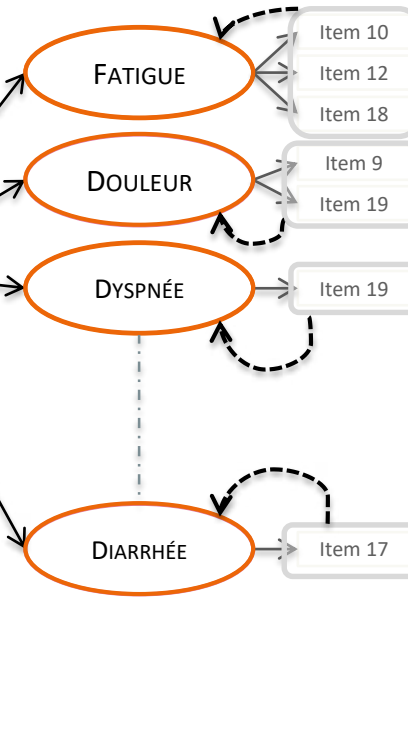 Item 10
FATIGUE
Item 12
Item 18
Item 9
DOULEUR
Item 19
DYSPNÉE
Item 19
DIARRHÉE
Item 17